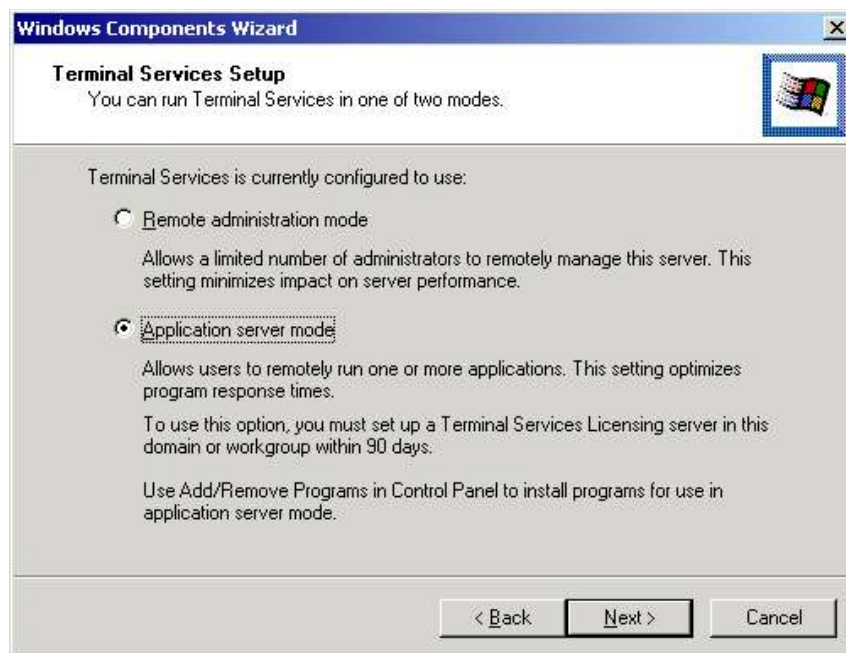 Windows Components Wizard
Terminal Services Setup
You can run Terminal Services in one of two modes.
Terminal Services is currently configured to use:
Remote administration mode
Allows a limited number of administrators to remotely manage this server. This
setting minimizes impact on server performance.
Application server mode
Allows users to remotely run one or more applications. This setting optimizes
program response times.
To use this option, you must set up a Terminal Services Licensing server in this
domain or workgroup within 90 days.
Use Add/Remove Programs in Control Panel to install programs for use in
application server mode.
< Back Next > Cancel